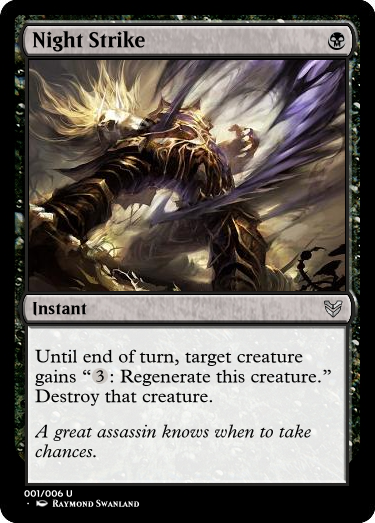 Night Strike
Instant
Until end of turn, target creature
gains “3: Regenerate this creature.”
Destroy that creature.
A great assassin knows when to take
chances.
001/006 U
· Raymond Swanland